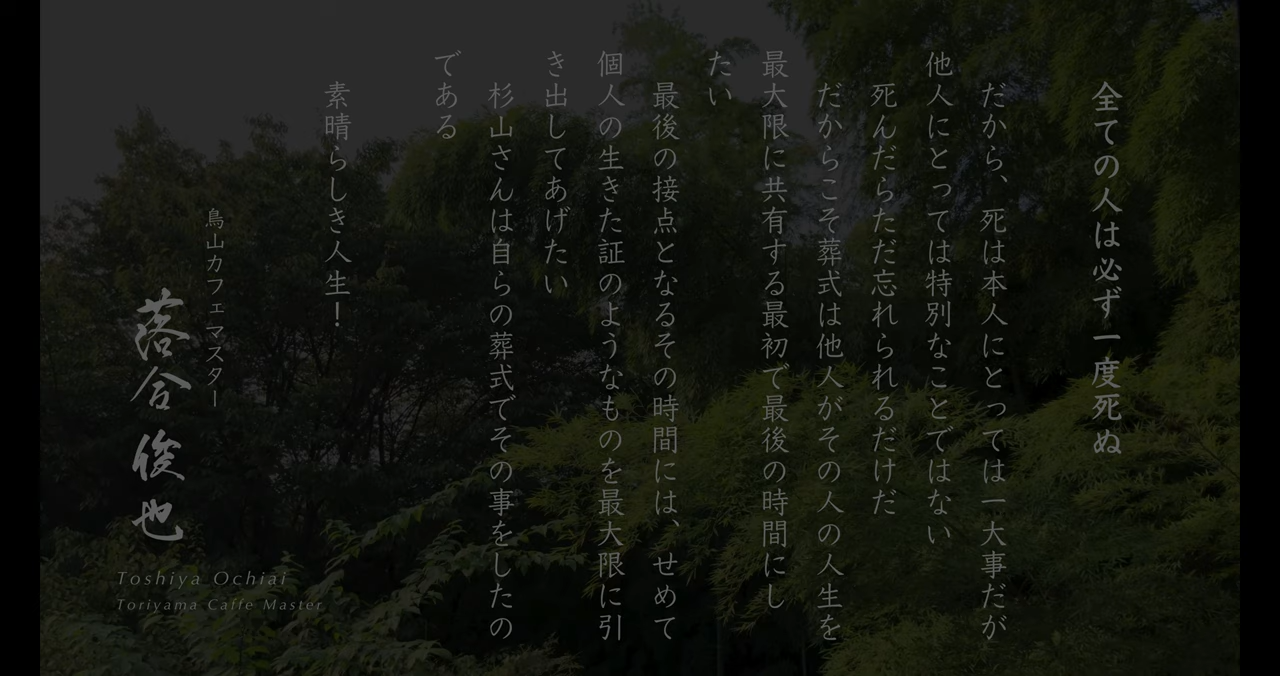 全ての人は必ず一度死ぬ
だから、死は本人にとっては一大事だが
他人にとっては特別なことではない
死んだらただ忘れられるだけだ
だからこそ葬式は他人がその人の人生を
最大限に共有する最初で最後の時間にし
たい
最後の接点となるその時間には、せめて
個人の生きた証のようなものを最大限に引
き出してあげたい
杉山さんは自らの葬式でその事をしたの
である
素晴らしき人生!
鳥山カフェマスター
落合俊也
Toshiya Ochiai
Toriyama Caffe Master